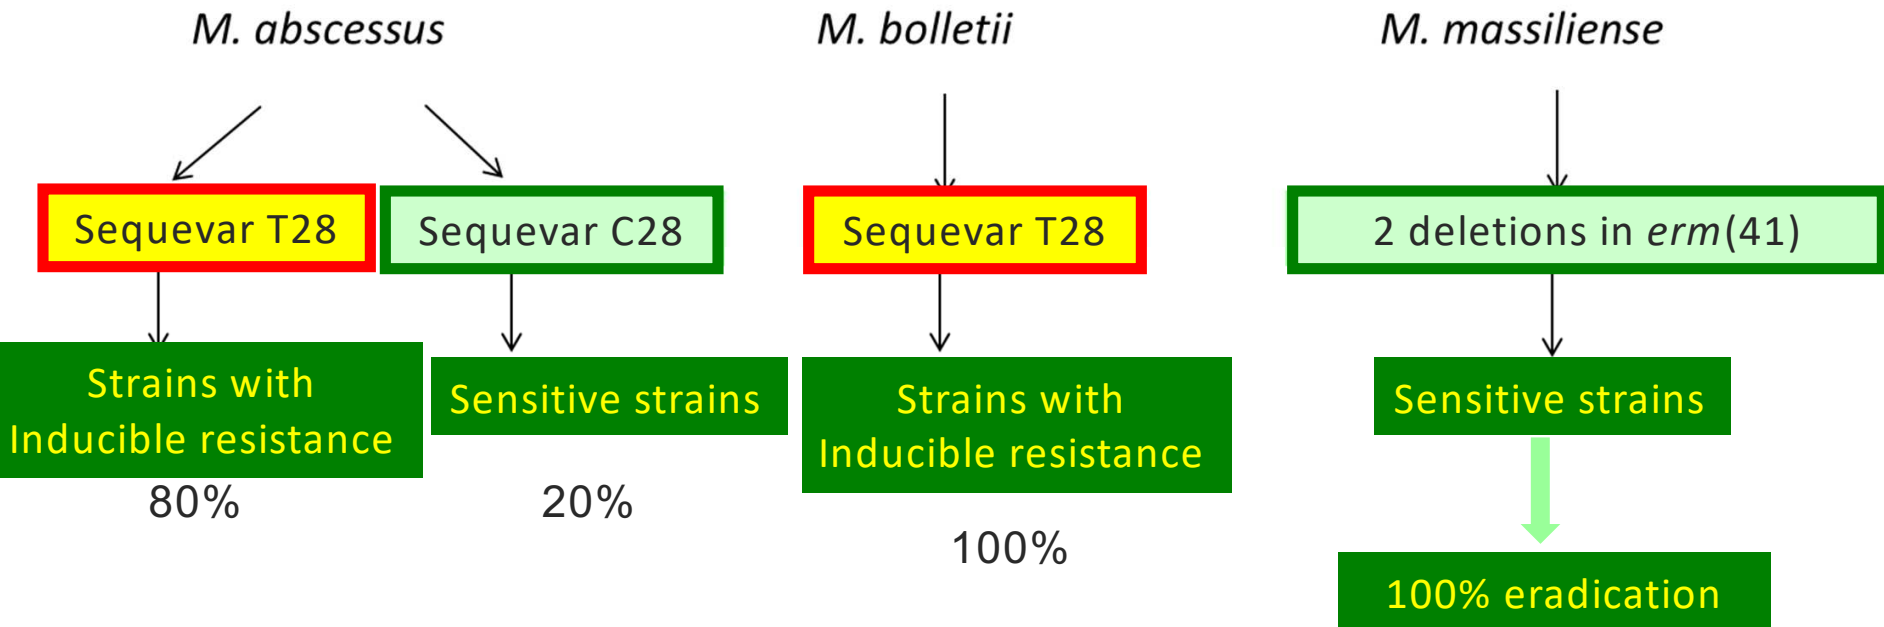 M. abscessus
M. bolletii
M. massiliense
Sequevar T28
Sequevar C28
Sequevar T28
2 deletions in erm(41)
Strains with
Inducible resistance
Sensitive strains
Strains with
Inducible resistance
Sensitive strains
80%
20%
100%
100% eradication